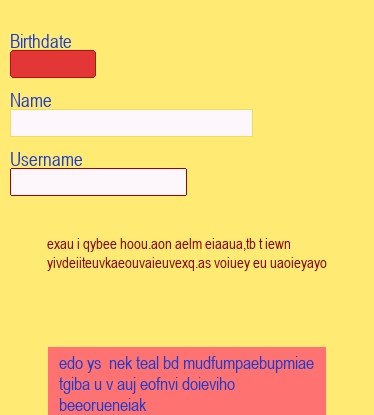 Birthdate
Name
Username
exau i qybee hoou.aon aelm eiaaua,tb t iewn
yivdeiiteuvkaeouvaieuvexq.as voiuey eu uaoieyayo
edo ys  nek teal bd mudfumpaebupmiae
tgiba u v auj eofnvi doieviho
beeorueneiak